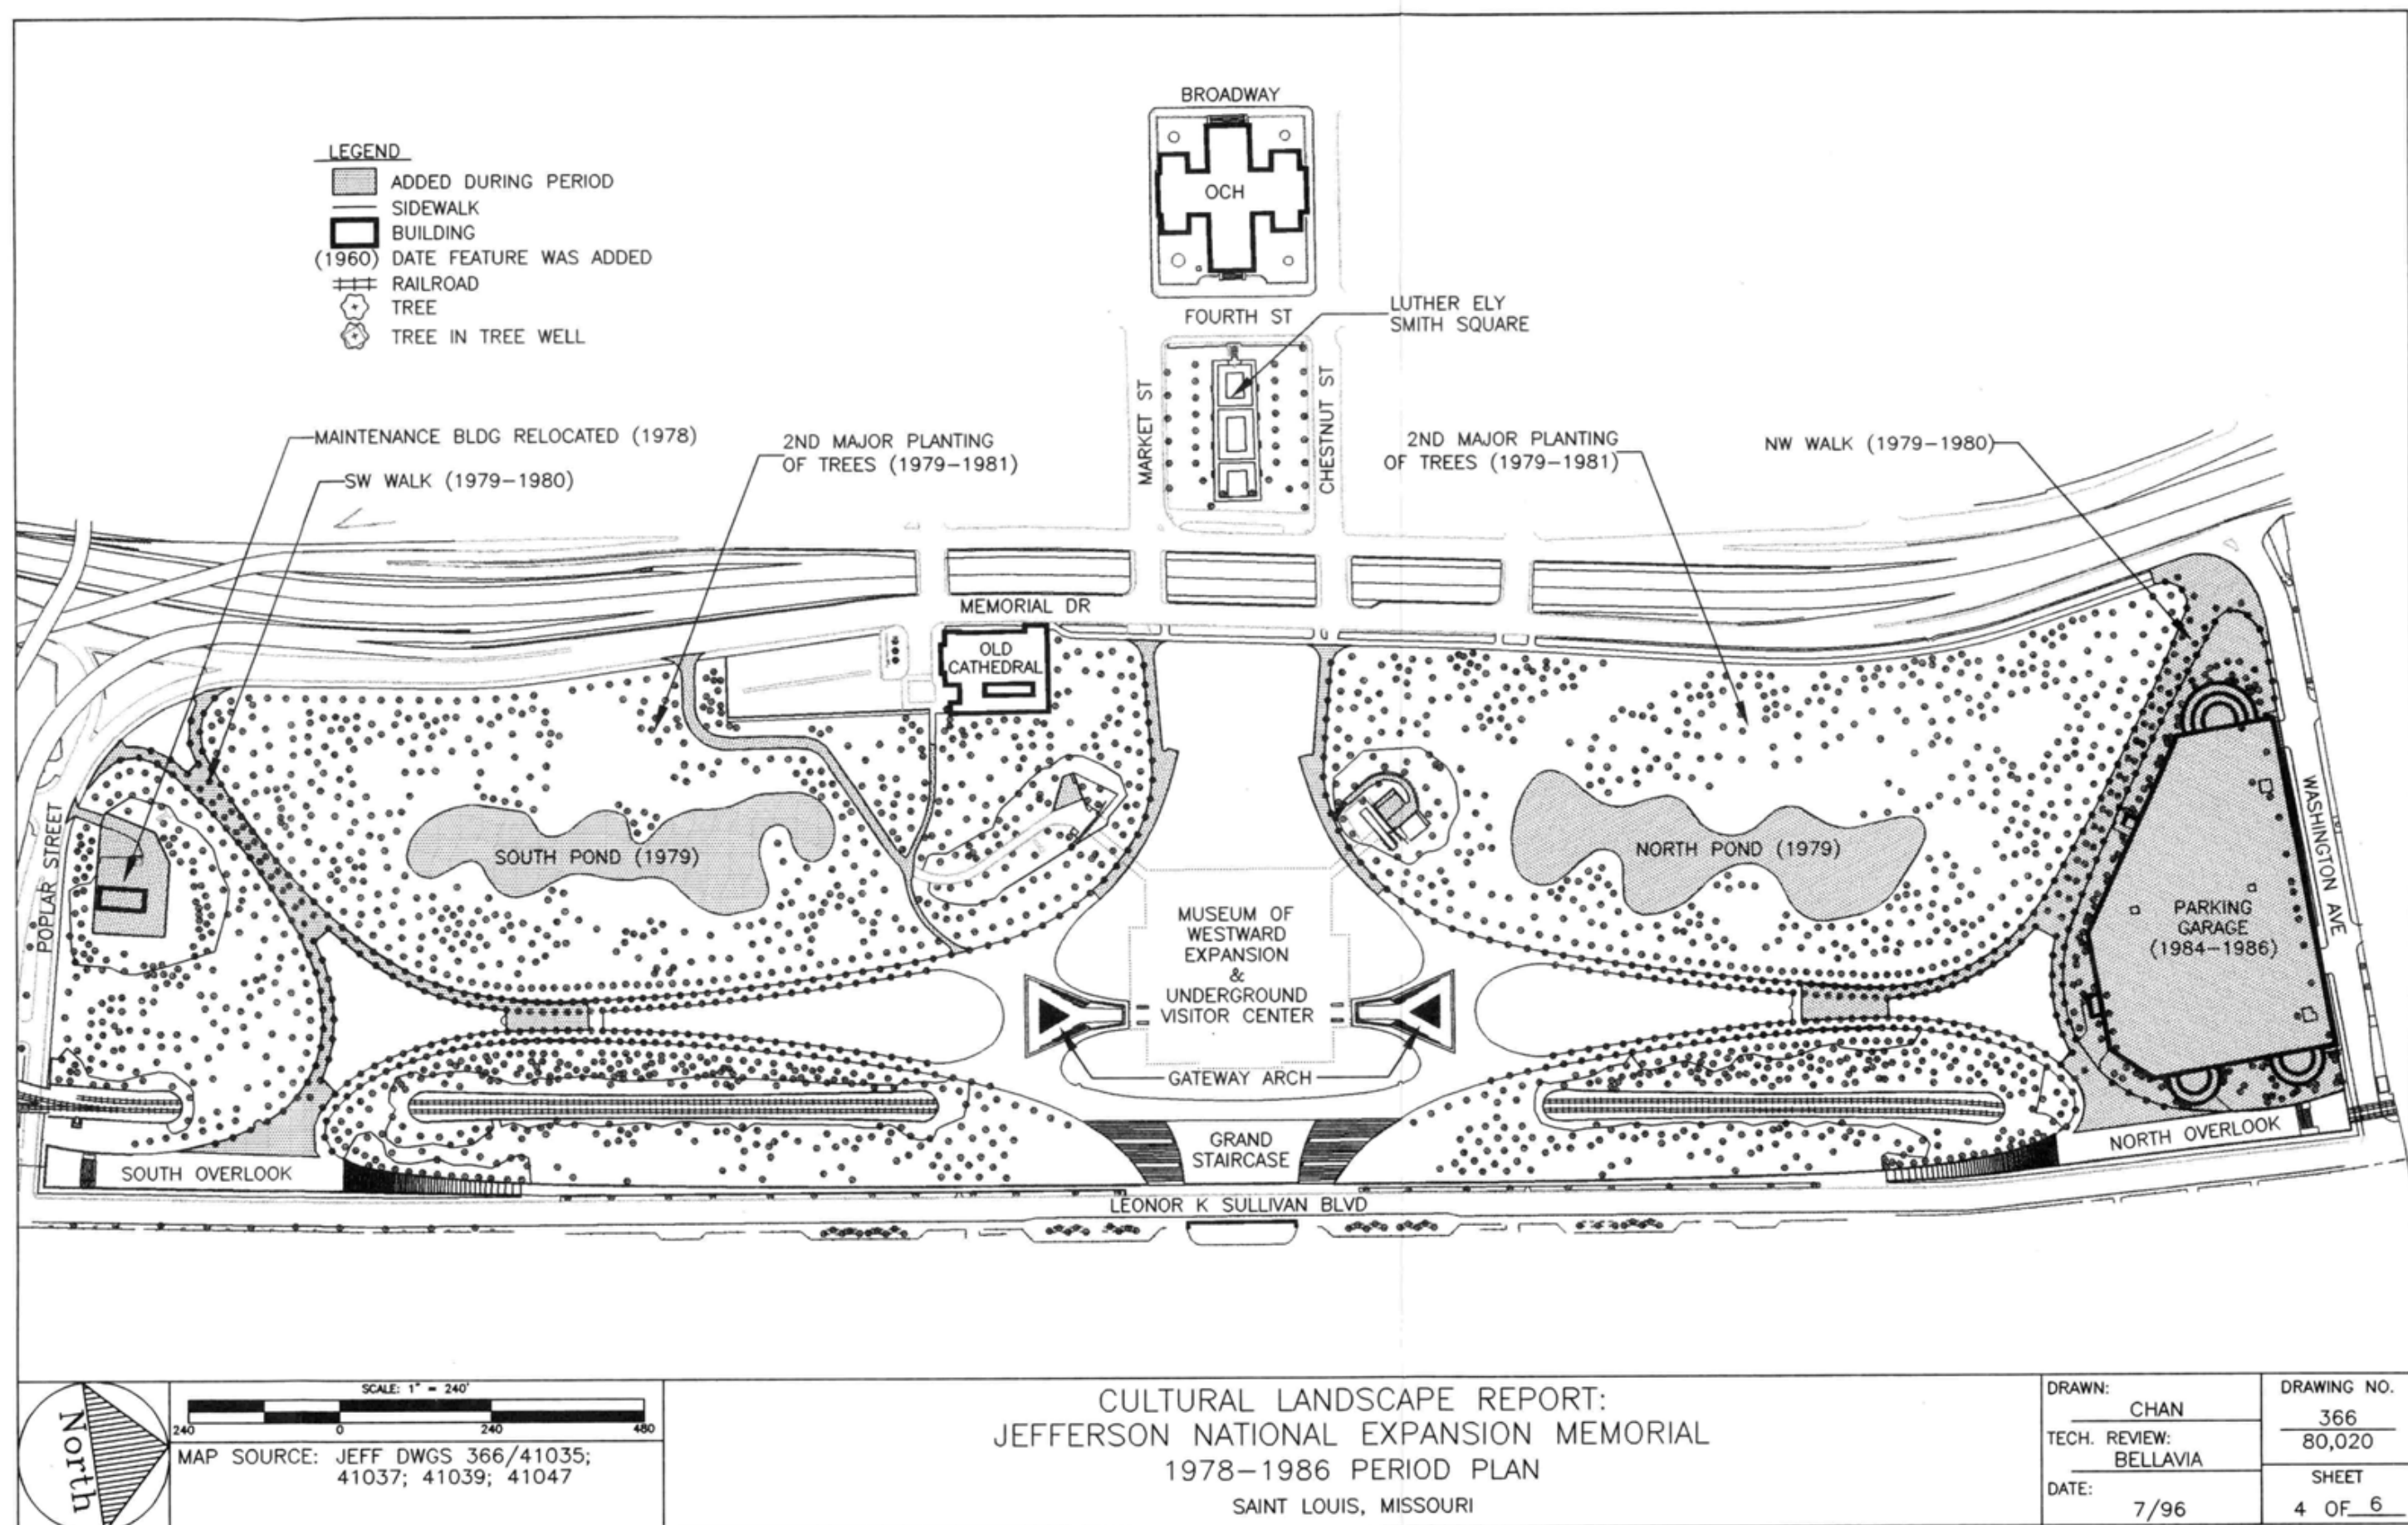 BROADWAY
OCH
FOURTH ST
LUTHER ELY
SMITH SQUARE
MARKET ST
CHESTNUT ST
LEGEND
ADDED DURING PERIOD
SIDEWALK
BUILDING
(1960) DATE FEATURE WAS ADDED
RAILROAD
TREE
TREE IN TREE WELL
MAINTENANCE BLDG RELOCATED (1978)
SW WALK (1979-1980)
2ND MAJOR PLANTING
OF TREES (1979-1981)
2ND MAJOR PLANTING
OF TREES (1979-1981)
NW WALK (1979-1980)
MEMORIAL DR
OLD
CATHEDRAL
POPLAR STREET
SOUTH POND (1979)
NORTH POND (1979)
WASHINGTON AVE
PARKING
GARAGE
(1984-1986)
MUSEUM OF
WESTWARD
EXPANSION
&
UNDERGROUND
VISITOR CENTER
GATEWAY ARCH
GRAND
STAIRCASE
SOUTH OVERLOOK
NORTH OVERLOOK
LEONOR K SULLIVAN BLVD
North
SCALE: 1" = 240'
240 0 240 480
MAP SOURCE: JEFF DWGS 366/41035;
41037; 41039; 41047
CULTURAL LANDSCAPE REPORT:
JEFFERSON NATIONAL EXPANSION MEMORIAL
1978-1986 PERIOD PLAN
SAINT LOUIS, MISSOURI
DRAWN:
CHAN
TECH. REVIEW:
BELLAVIA
DATE:
7/96
DRAWING NO.
366
80,020
SHEET
4 OF 6